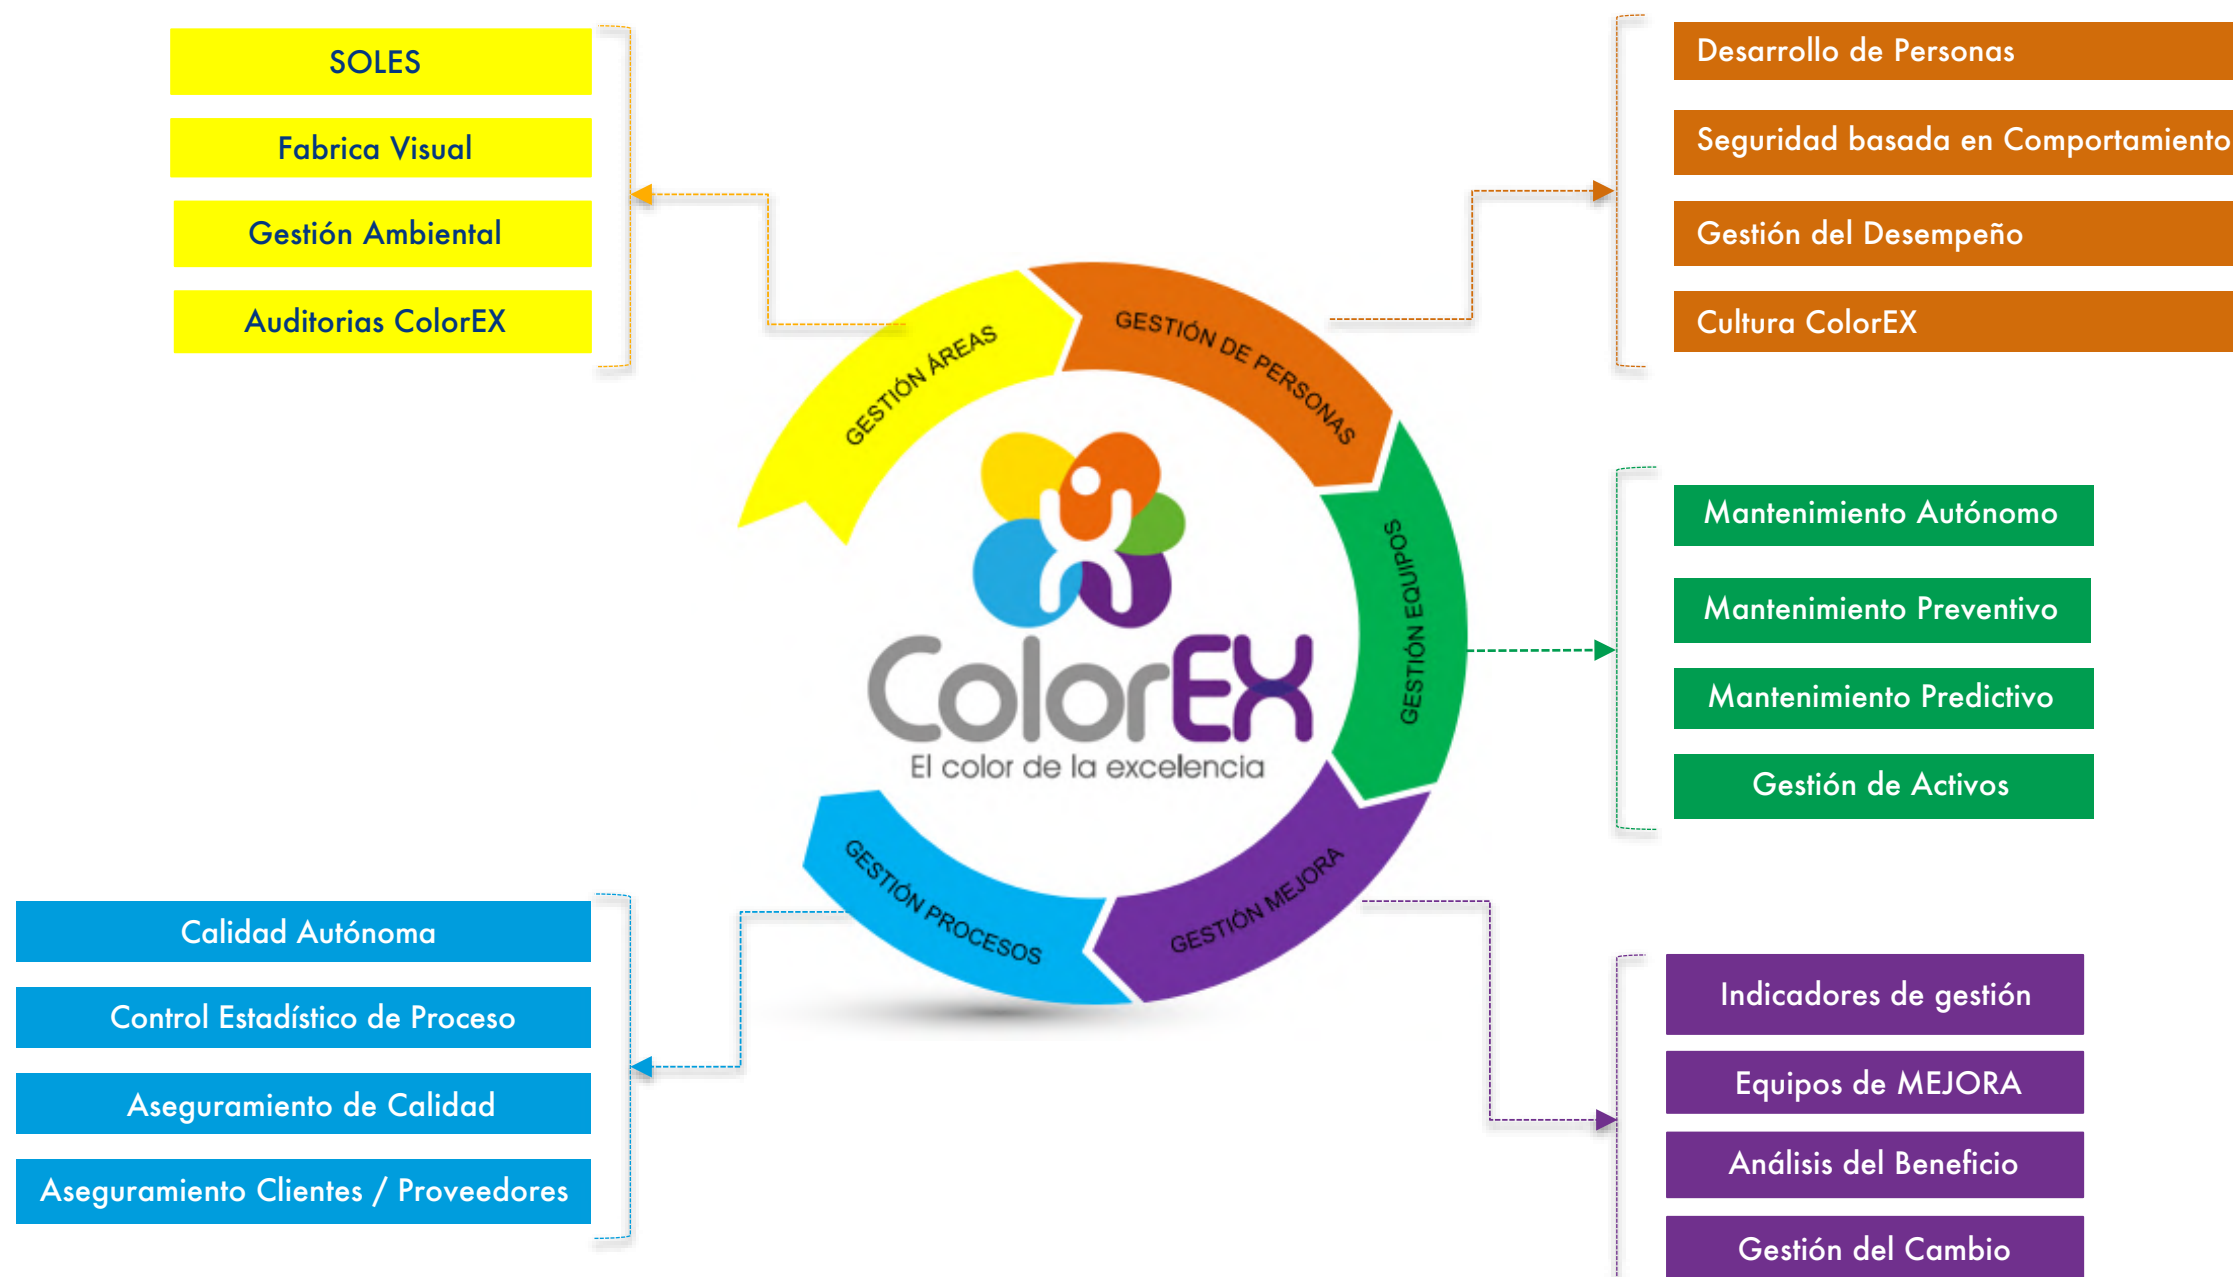 SOLES
Fabrica Visual
Gestión Ambiental
Auditorias ColorEX
Desarrollo de Personas
Seguridad basada en Comportamiento
Gestión del Desempeño
Cultura ColorEX
GESTIÓN ÁREAS
GESTIÓN DE PERSONAS
GESTIÓN EQUIPOS
GESTIÓN MEJORA
GESTIÓN PROCESOS
ColorEX
El color de la excelencia
Mantenimiento Autónomo
Mantenimiento Preventivo
Mantenimiento Predictivo
Gestión de Activos
Calidad Autónoma
Control Estadístico de Proceso
Aseguramiento de Calidad
Aseguramiento Clientes / Proveedores
Indicadores de gestión
Equipos de MEJORA
Análisis del Beneficio
Gestión del Cambio